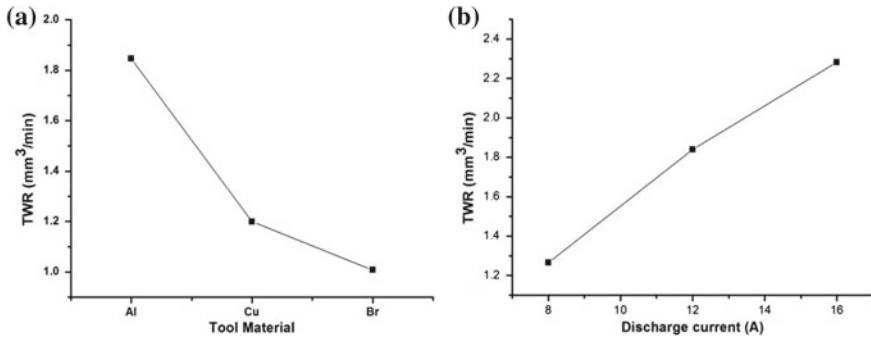 (a)
2.0
1.8
1.6
1.4
1.2
1.0
TWR (mm³/min)
Al Cu Br
Tool Material
(b)
2.4
2.2
2.0
1.8
1.6
1.4
1.2
TWR (mm³/min)
8 10 12 14 16
Discharge current (A)